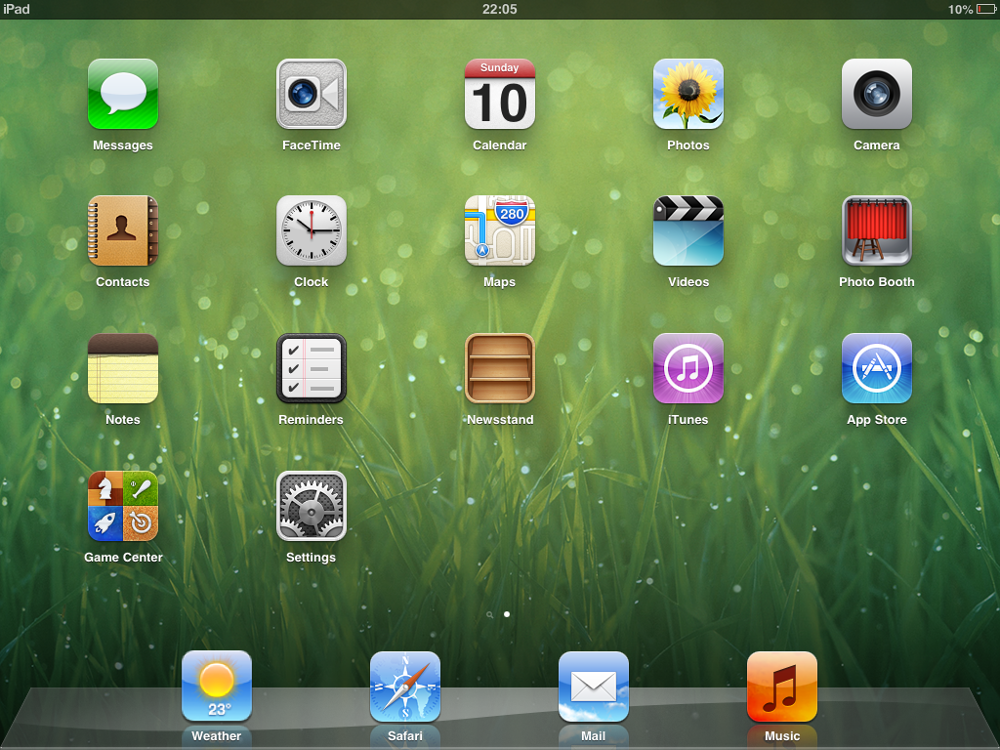 iPad 22:05 10%
Sunday
10
Messages FaceTime Calendar Photos Camera
280
Contacts Clock Maps Videos Photo Booth
Notes Reminders Newsstand iTunes App Store
Game Center Settings
23°
N
S
Weather Safari Mail Music